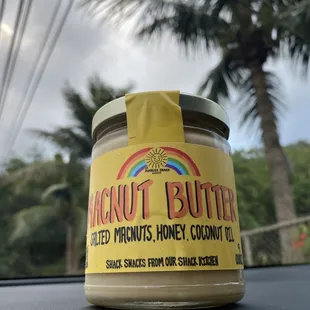 MACNUT BUTTER
SALTED MACNUTS, HONEY, COCONUT OIL
SHACK SNACKS FROM OUR SHACK KITCHEN